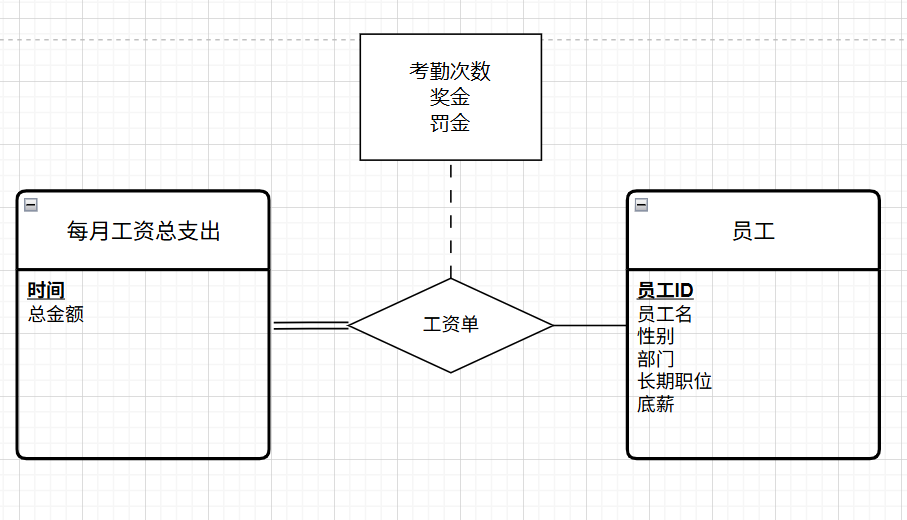 考勤次数
奖金
罚金
每月工资总支出
时间
总金额
工资单
员工
员工ID
员工名
性别
部门
长期职位
底薪